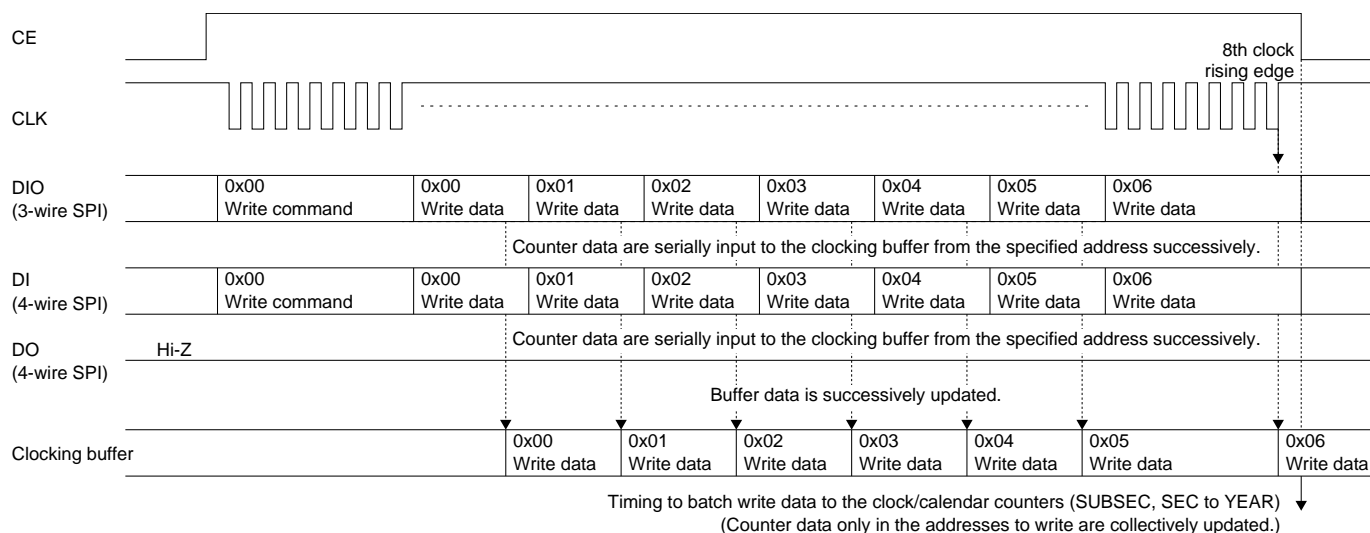 CE
8th clock
rising edge
CLK
DIO
(3-wire SPI)
0x00 0x00 0x01 0x02 0x03 0x04 0x05 0x06
Write command Write data Write data Write data Write data Write data Write data Write data
Counter data are serially input to the clocking buffer from the specified address successively.
DI
(4-wire SPI)
0x00 0x00 0x01 0x02 0x03 0x04 0x05 0x06
Write command Write data Write data Write data Write data Write data Write data Write data
Counter data are serially input to the clocking buffer from the specified address successively.
DO
(4-wire SPI)
Hi-Z
Buffer data is successively updated.
Clocking buffer
0x00 0x01 0x02 0x03 0x04 0x05 0x06
Write data Write data Write data Write data Write data Write data Write data
Timing to batch write data to the clock/calendar counters (SUBSEC, SEC to YEAR)
(Counter data only in the addresses to write are collectively updated.)